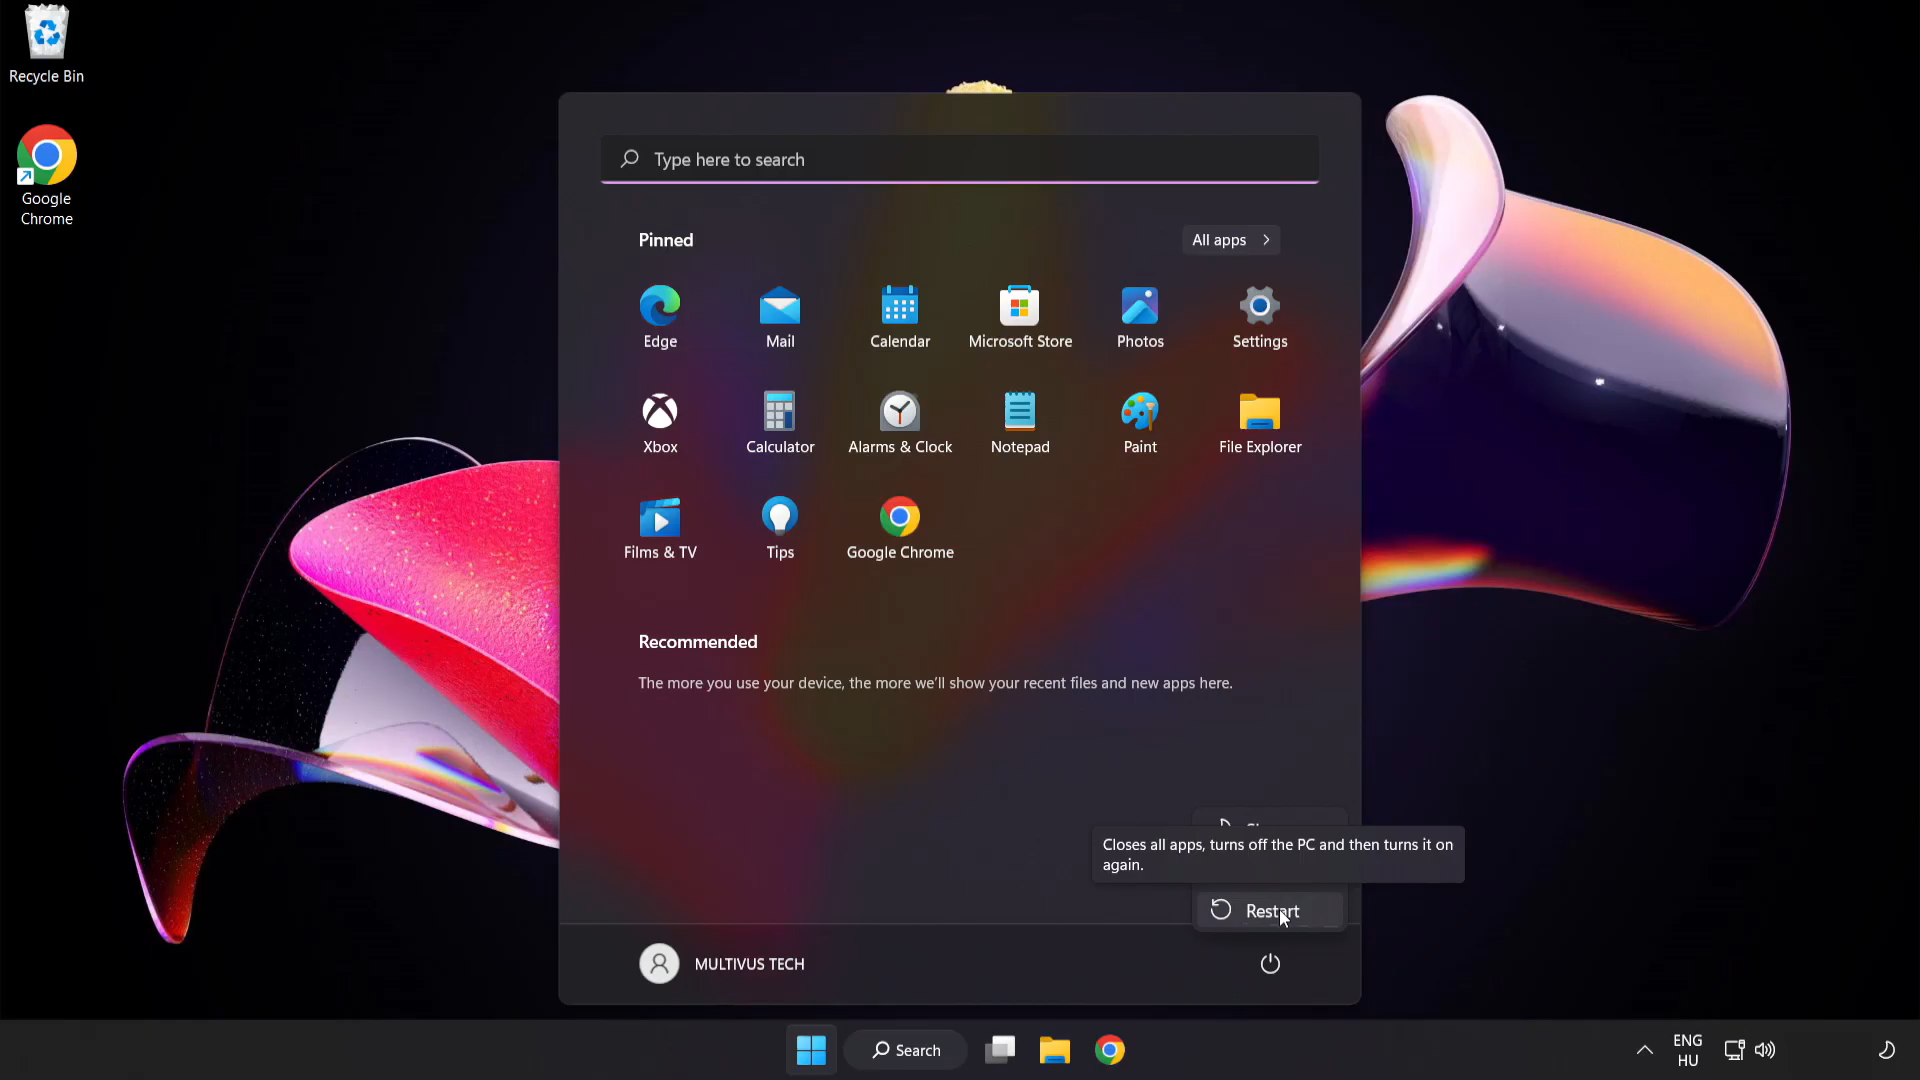 Recycle Bin
Google
Chrome
Type here to search
Pinned
All apps
Edge
Mail
Calendar
Microsoft Store
Photos
Settings
Xbox
Calculator
Alarms & Clock
Notepad
Paint
File Explorer
Films & TV
Tips
Google Chrome
Recommended
The more you use your device, the more we'll show your recent files and new apps here.
Closes all apps, turns off the PC and then turns it on
again.
Restart
MULTIVUS TECH
Search
ENG
HU